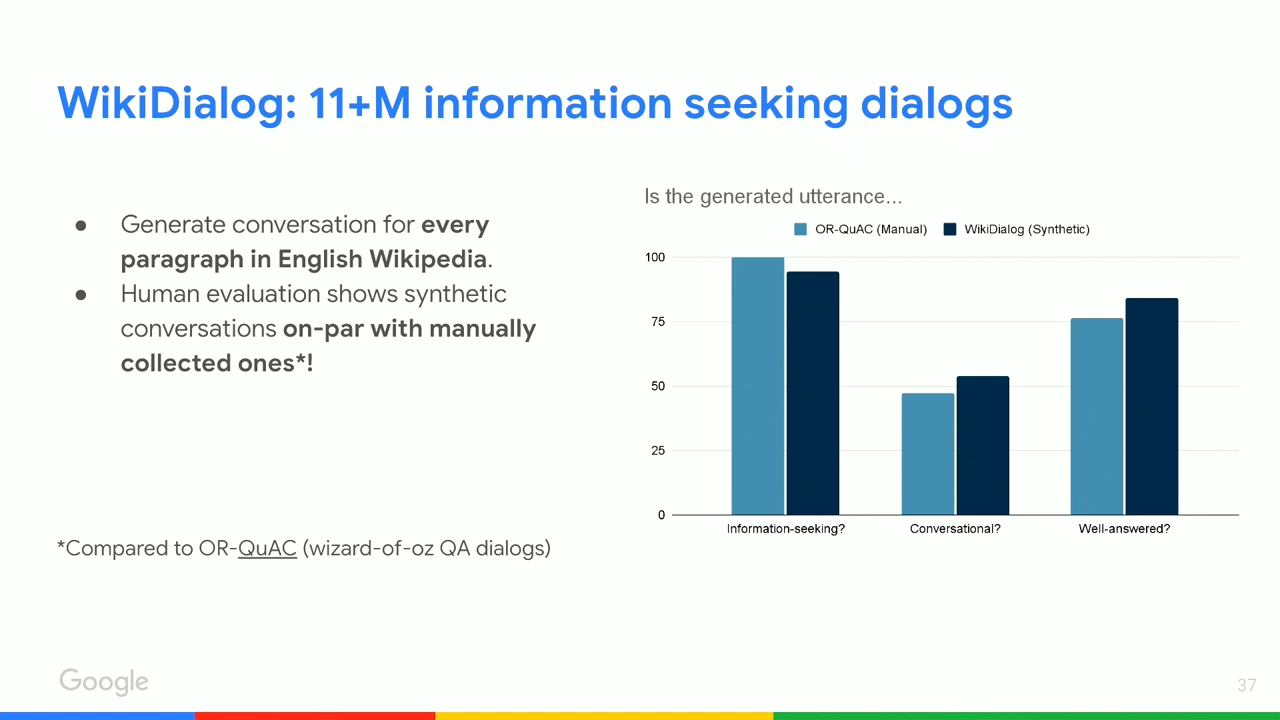 WikiDialog: 11+M information seeking dialogs
● Generate conversation for every
paragraph in English Wikipedia.
● Human evaluation shows synthetic
conversations on-par with manually
collected ones*!
*Compared to OR-QuAC (wizard-of-oz QA dialogs)
Is the generated utterance...
OR-QuAC (Manual) WikiDialog (Synthetic)
100
75
50
25
0
Information-seeking? Conversational? Well-answered?
Google
37